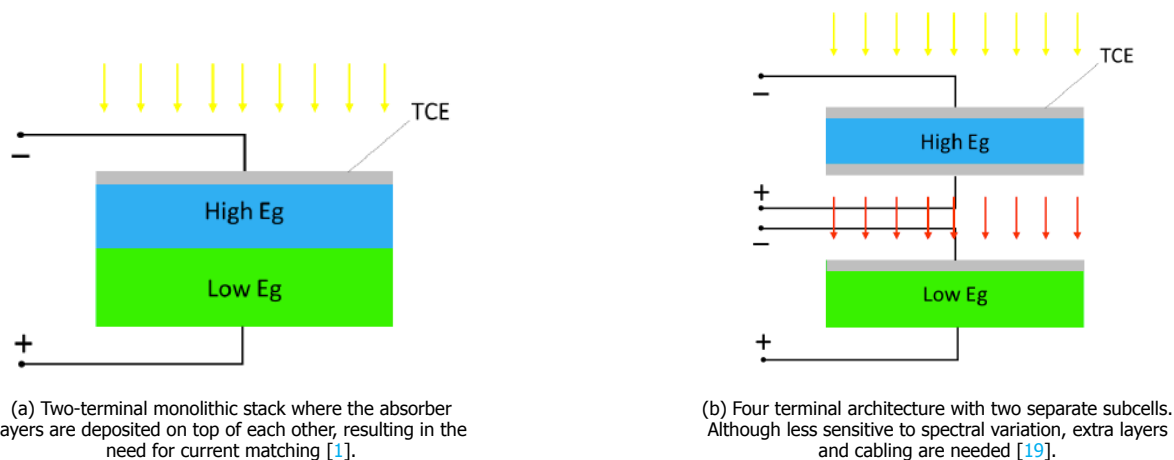 TCE
−
High Eg
Low Eg
+
(a) Two-terminal monolithic stack where the absorber
ayers are deposited on top of each other, resulting in the
need for current matching [1].
TCE
−
High Eg
+
−
Low Eg
+
(b) Four terminal architecture with two separate subcells.
Although less sensitive to spectral variation, extra layers
and cabling are needed [19].